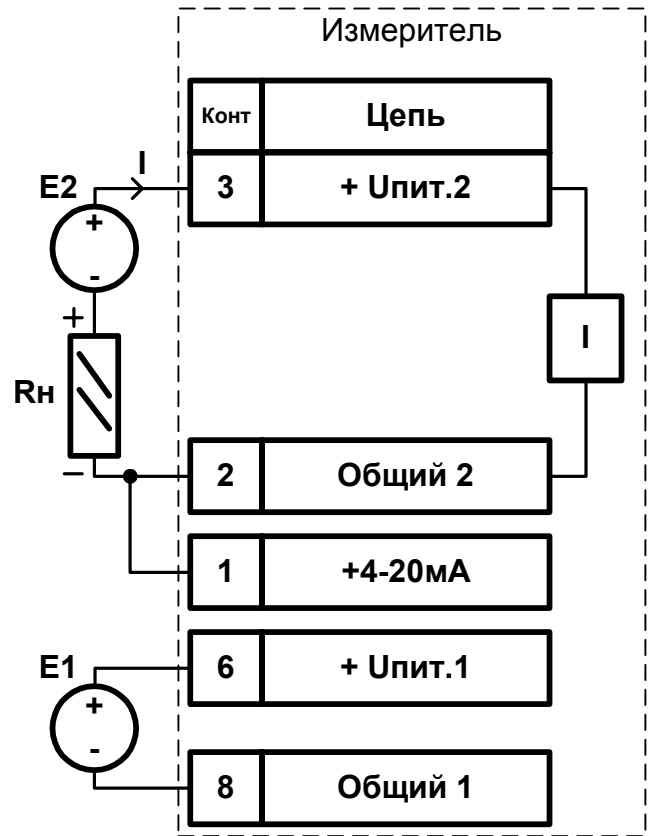 Измеритель
Конт Цепь
I
E2
3 + Uпит.2
+
-
+
I
Rн
−
2 Общий 2
1 +4-20мА
E1
6 + Uпит.1
+
-
8 Общий 1